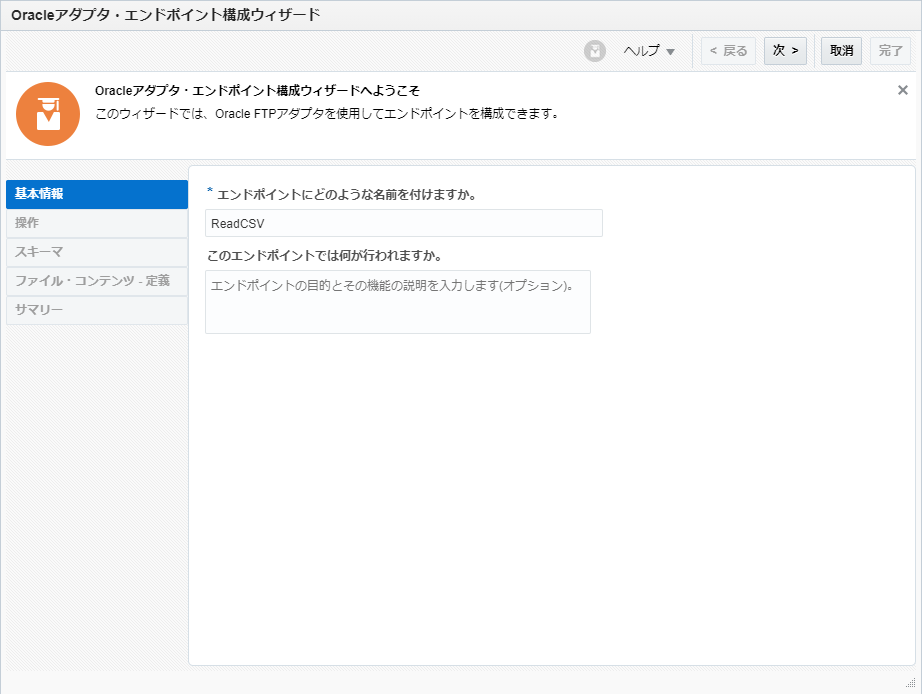 Oracleアダプタ・エンドポイント構成ウィザード
ヘルプ
< 戻る
次 >
取消
完了
Oracleアダプタ・エンドポイント構成ウィザードへようこそ
このウィザードでは、Oracle FTPアダプタを使用してエンドポイントを構成できます。
基本情報
操作
スキーマ
ファイル・コンテンツ - 定義
サマリー
* エンドポイントにどのような名前を付けますか。
ReadCSV
このエンドポイントでは何が行われますか。
エンドポイントの目的とその機能の説明を入力します(オプション)。